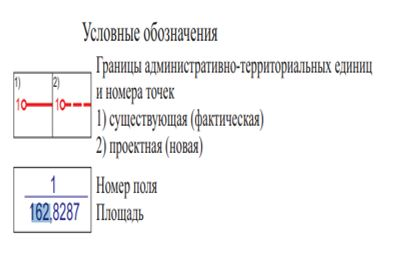 Условные обозначения
1) 2)
1 1
Границы административно-территориальных единиц
и номера точек
1) существующая (фактическая)
2) проектная (новая)
1
162,8287
Номер поля
Площадь